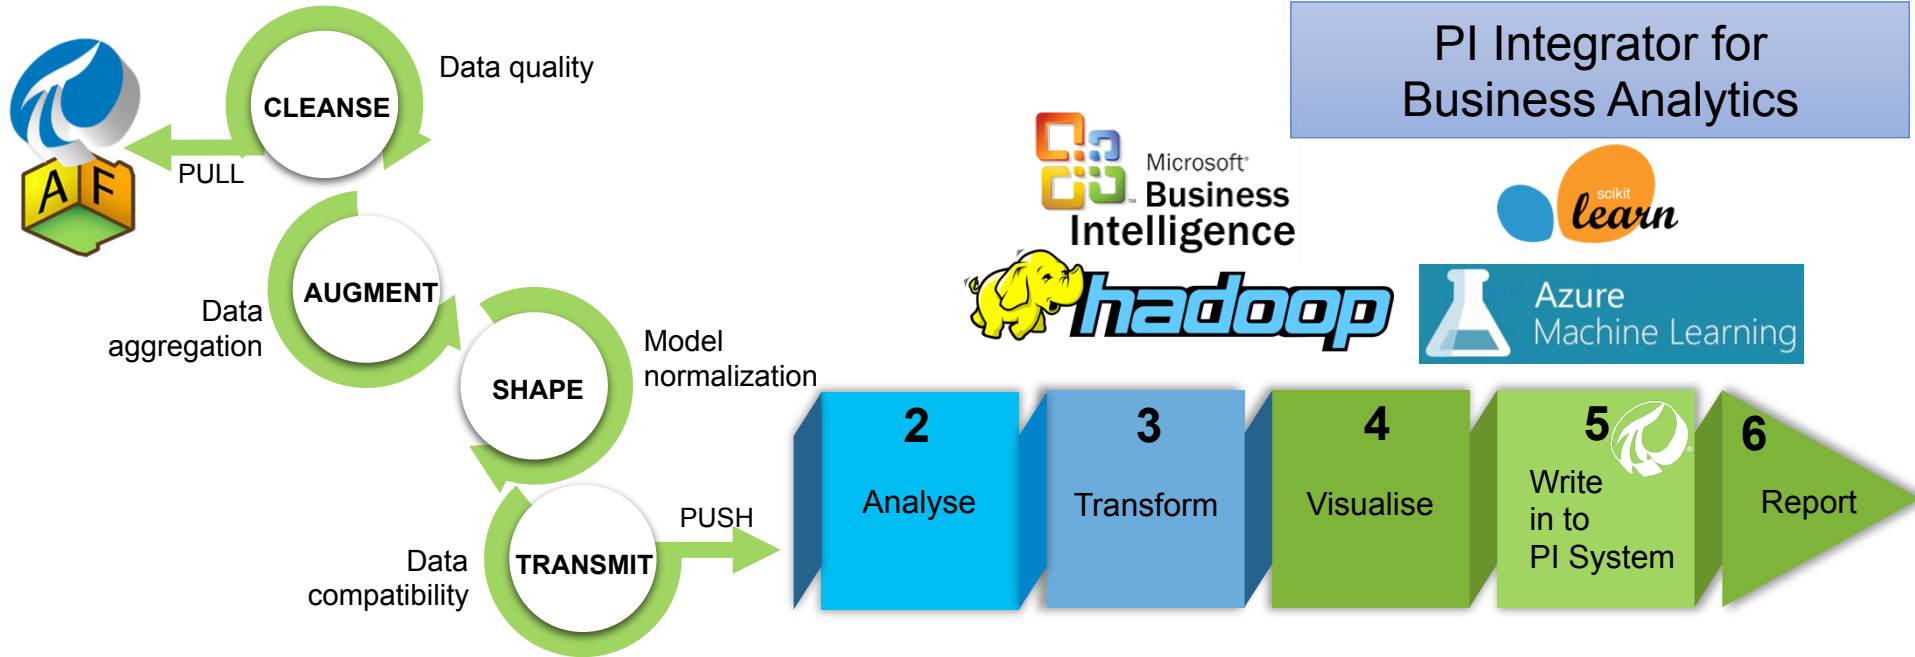 PI Integrator for
Business Analytics
CLEANSE
Data quality
PULL
A F
AUGMENT
Data
aggregation
SHAPE
Model
normalization
TRANSMIT
Data
compatibility
PUSH
Microsoft®
Business
Intelligence
hadoop
scikit
learn
Azure
Machine Learning
2
Analyse
3
Transform
4
Visualise
5
Write
in to
PI System
6
Report